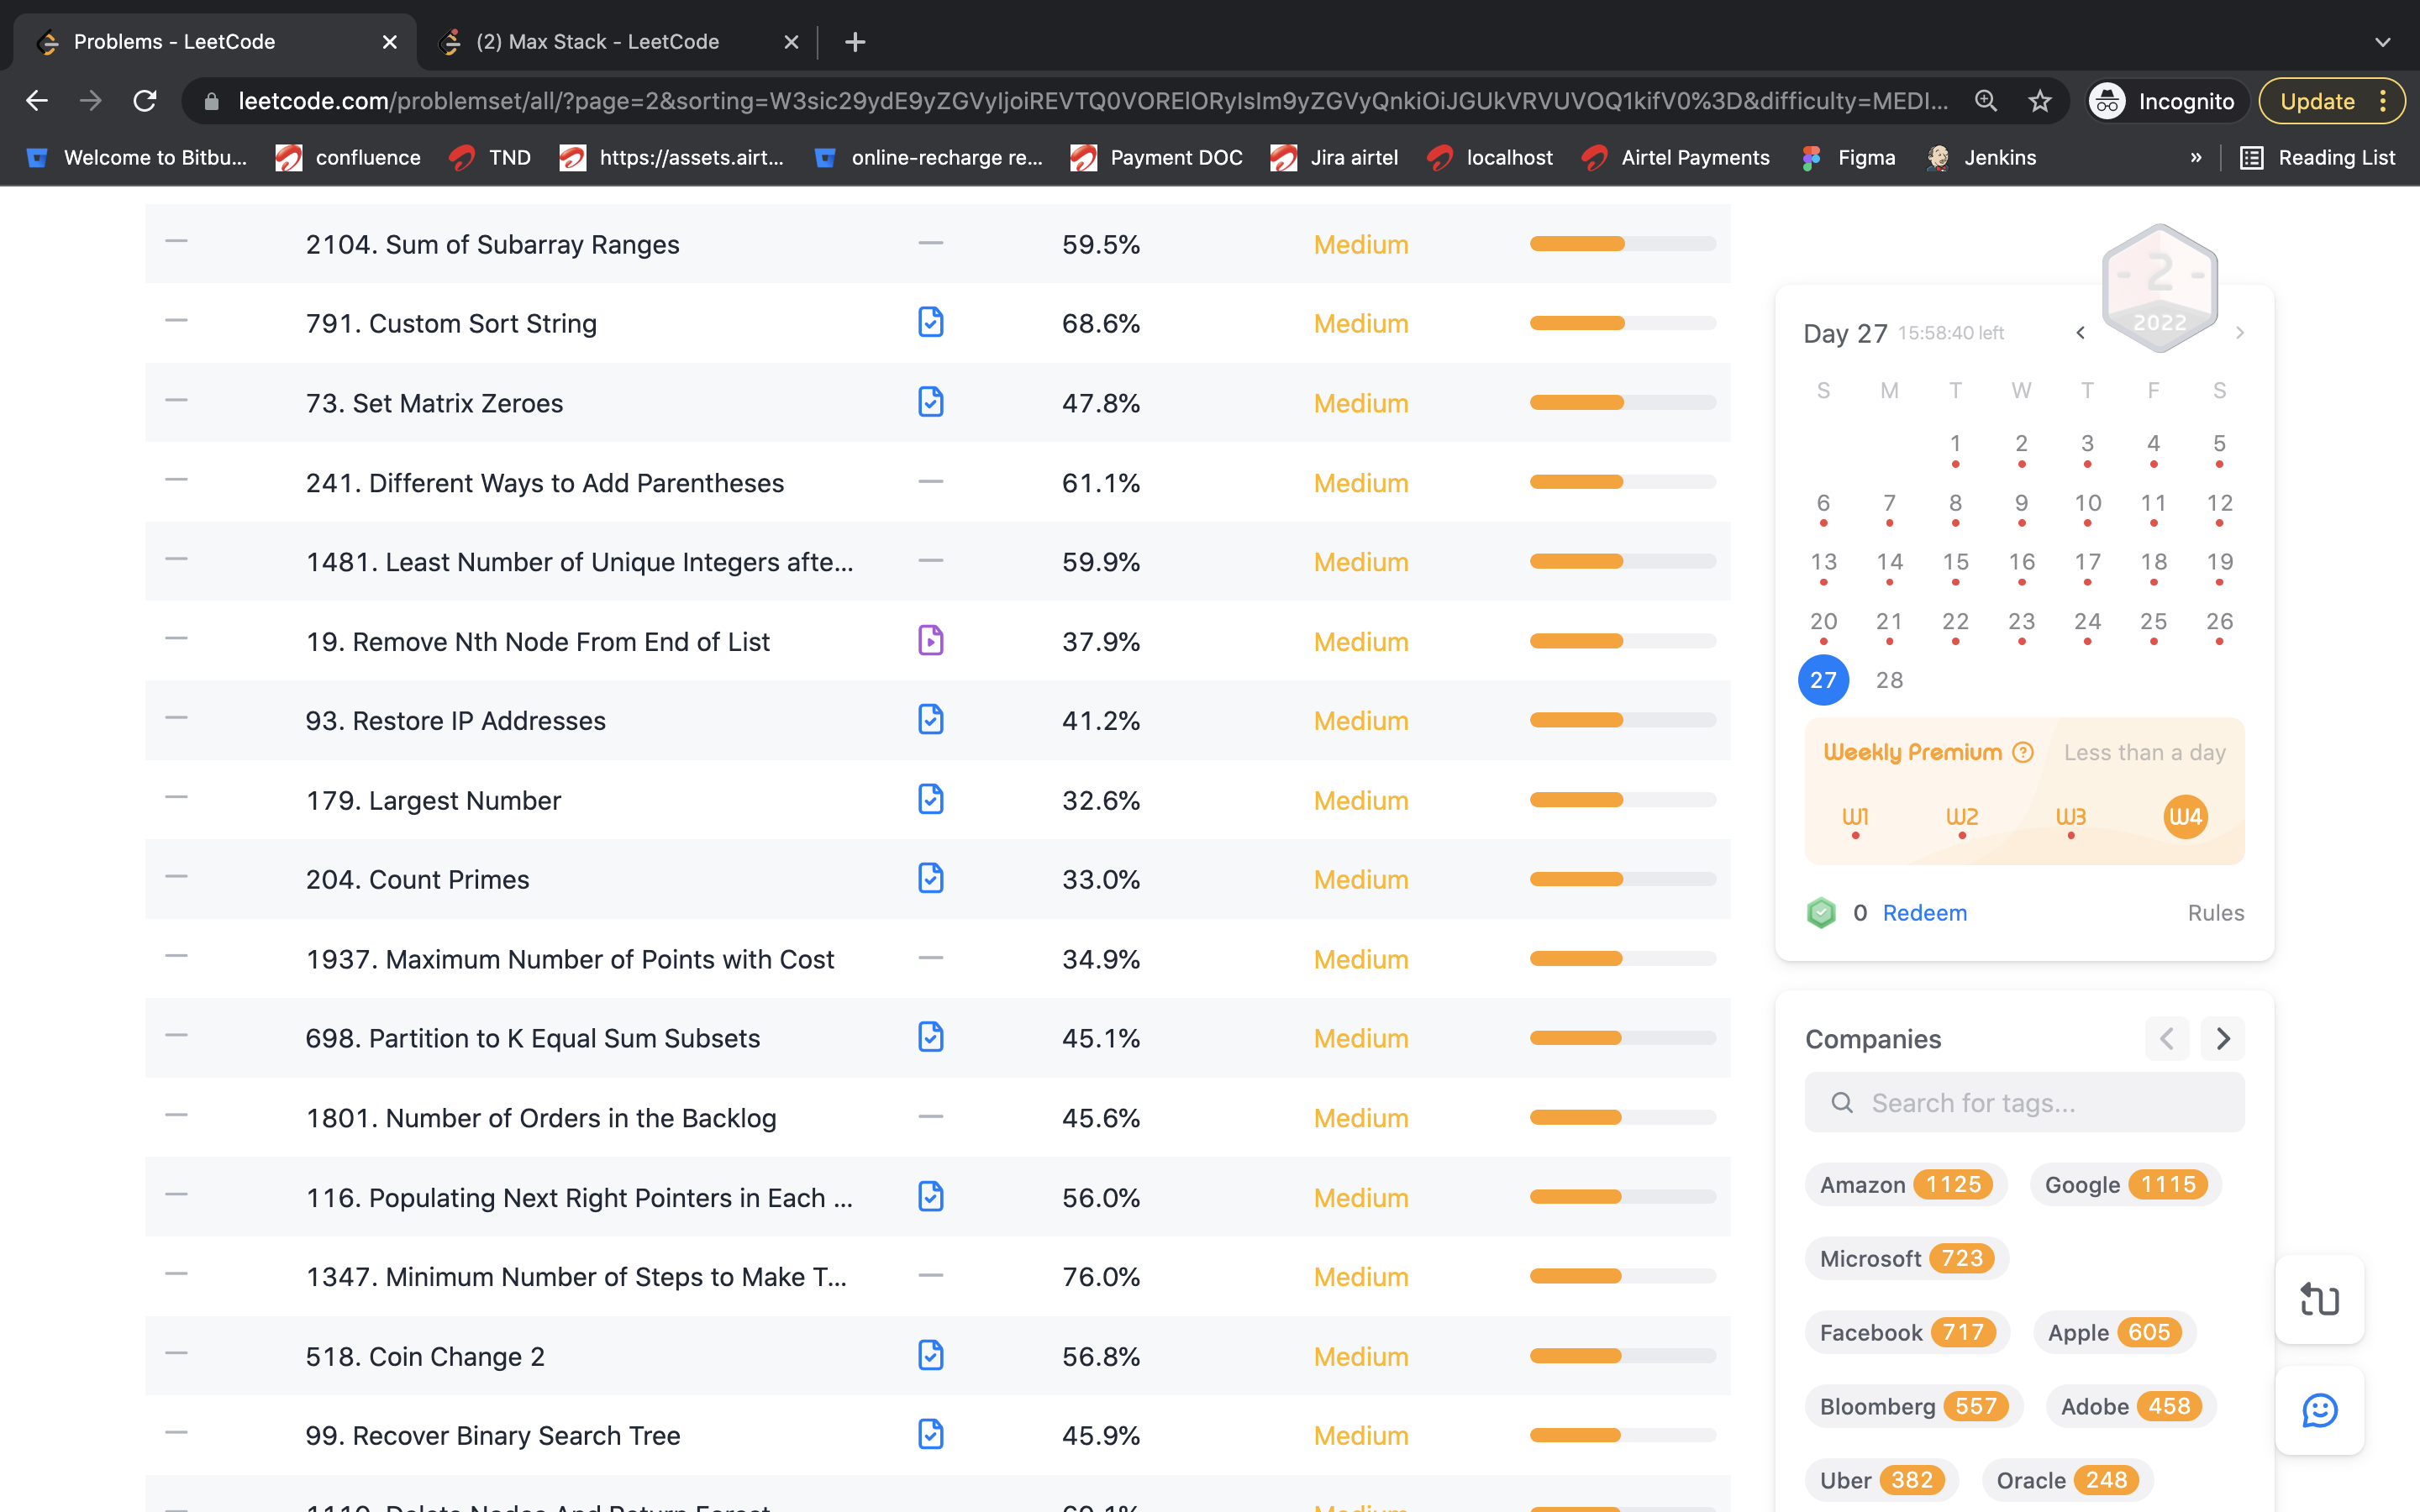 Problems - LeetCode
(2) Max Stack - LeetCode
leetcode.com/problemset/all/?page=2&sorting=W3sic29ydE9yZGVyIjoiREVTQ0VORElORyIsIm9yZGVyQnkiOiJGUkVRVUVOQ1kifV0%3D&difficulty=MEDI...
Incognito
Update
Welcome to Bitbu...
confluence
TND
https://assets.airt...
online-recharge re...
Payment DOC
Jira airtel
localhost
Airtel Payments
Figma
Jenkins
»
Reading List
2104. Sum of Subarray Ranges 59.5% Medium
791. Custom Sort String 68.6% Medium
73. Set Matrix Zeroes 47.8% Medium
241. Different Ways to Add Parentheses 61.1% Medium
1481. Least Number of Unique Integers afte... 59.9% Medium
19. Remove Nth Node From End of List 37.9% Medium
93. Restore IP Addresses 41.2% Medium
179. Largest Number 32.6% Medium
204. Count Primes 33.0% Medium
1937. Maximum Number of Points with Cost 34.9% Medium
698. Partition to K Equal Sum Subsets 45.1% Medium
1801. Number of Orders in the Backlog 45.6% Medium
116. Populating Next Right Pointers in Each ... 56.0% Medium
1347. Minimum Number of Steps to Make T... 76.0% Medium
518. Coin Change 2 56.8% Medium
99. Recover Binary Search Tree 45.9% Medium
- 2 -
2022
Day 27 15:58:40 left
S M T W T F S
1 2 3 4 5
6 7 8 9 10 11 12
13 14 15 16 17 18 19
20 21 22 23 24 25 26
27 28
Weekly Premium Less than a day
W1 W2 W3 W4
0 Redeem Rules
Companies
Search for tags...
Amazon 1125 Google 1115
Microsoft 723
Facebook 717 Apple 605
Bloomberg 557 Adobe 458
Uber 382 Oracle 248